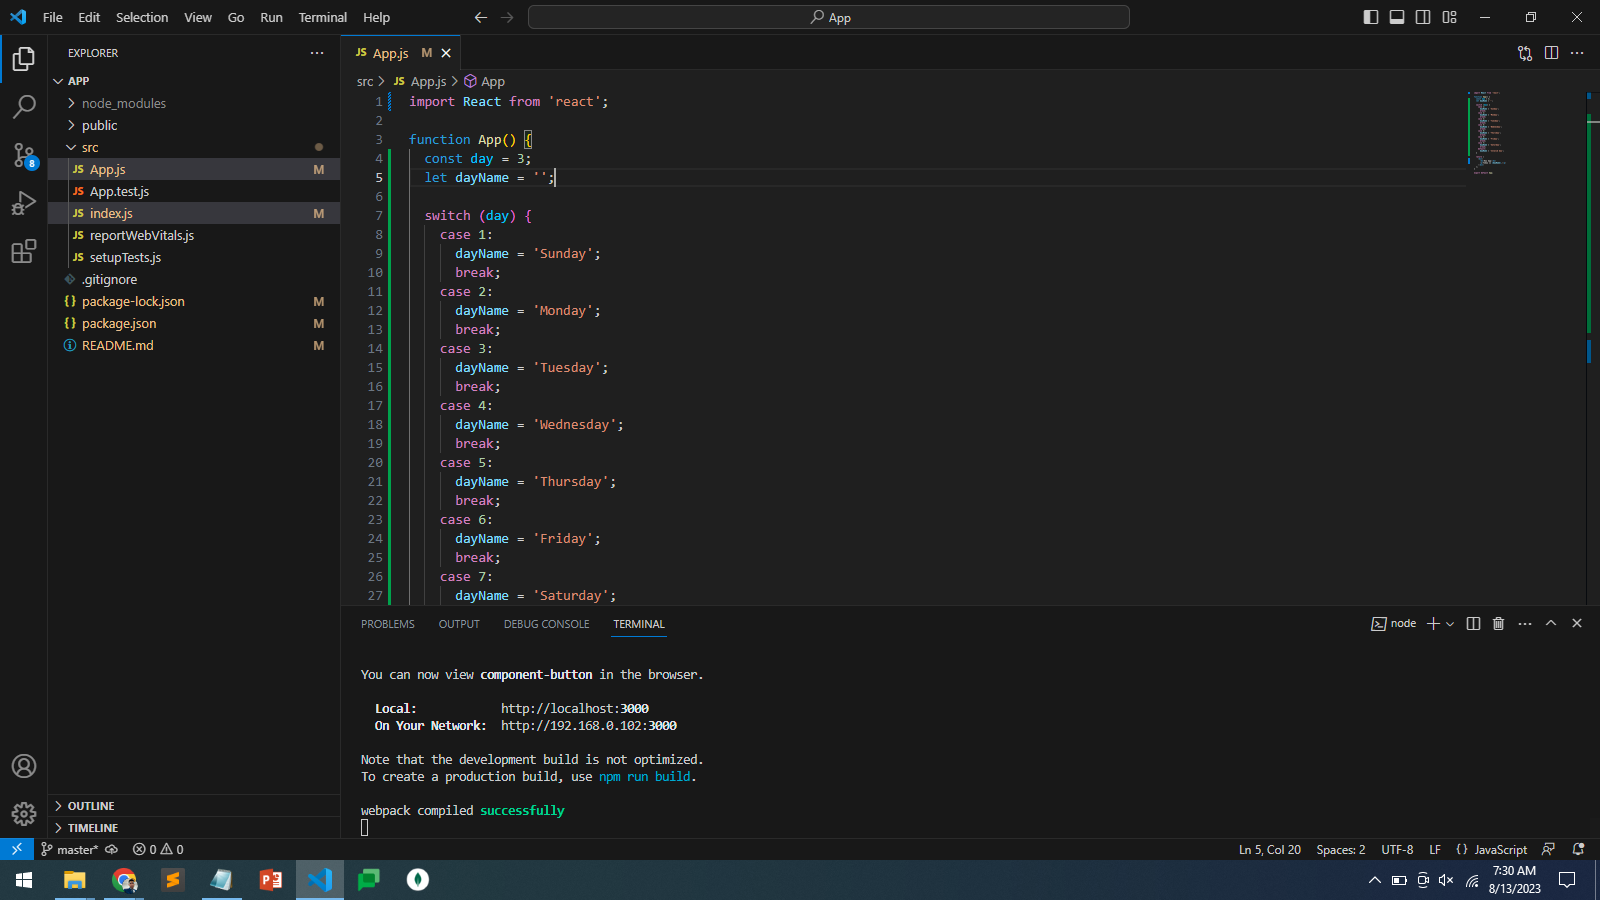 File Edit Selection View Go Run Terminal Help
App
EXPLORER
APP
node_modules
public
src
JS App.js M
JS App.test.js
JS index.js M
JS reportWebVitals.js
JS setupTests.js
.gitignore
{} package-lock.json M
{} package.json M
README.md M
OUTLINE
TIMELINE
8
JS App.js M
src > JS App.js > App
1 import React from 'react';
2
3 function App() {
4 const day = 3;
5 let dayName = '';
6
7 switch (day) {
8 case 1:
9 dayName = 'Sunday';
10 break;
11 case 2:
12 dayName = 'Monday';
13 break;
14 case 3:
15 dayName = 'Tuesday';
16 break;
17 case 4:
18 dayName = 'Wednesday';
19 break;
20 case 5:
21 dayName = 'Thursday';
22 break;
23 case 6:
24 dayName = 'Friday';
25 break;
26 case 7:
27 dayName = 'Saturday';
PROBLEMS OUTPUT DEBUG CONSOLE TERMINAL
node
You can now view component-button in the browser.
Local: http://localhost:3000
On Your Network: http://192.168.0.102:3000
Note that the development build is not optimized.
To create a production build, use npm run build.
webpack compiled successfully
master* 0 0
Ln 5, Col 20 Spaces: 2 UTF-8 LF {} JavaScript
7:30 AM
8/13/2023